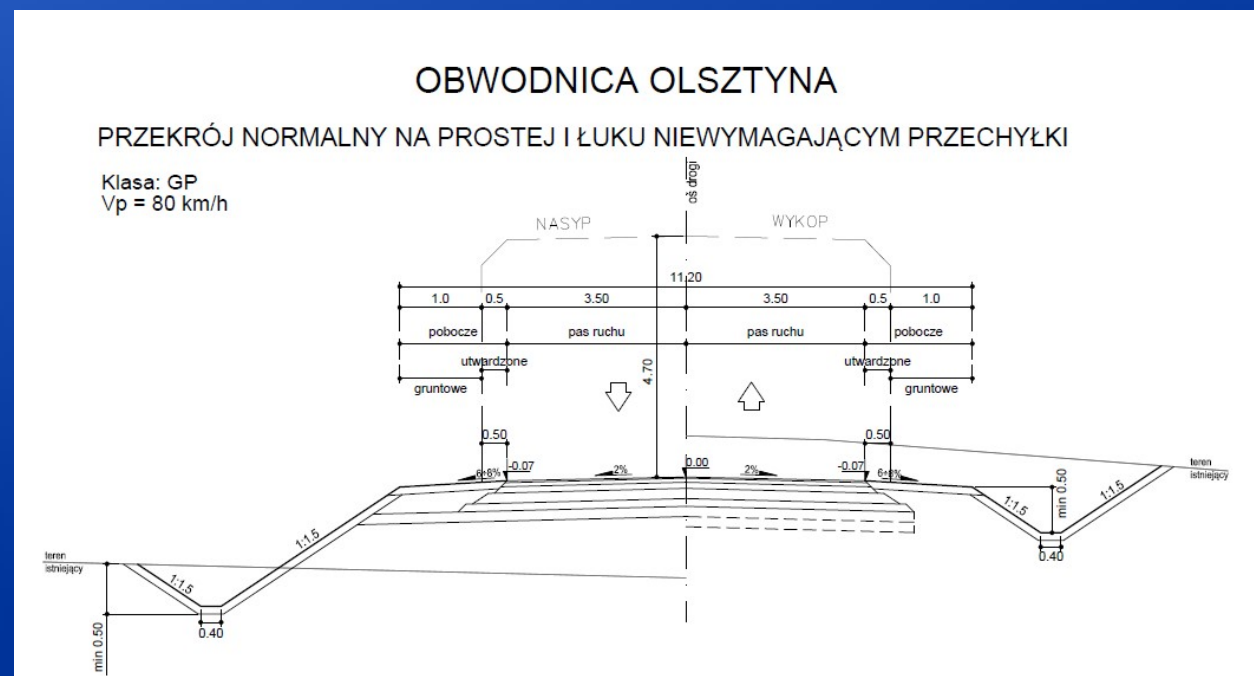 OBWODNICA OLSZTYNA
PRZEKRÓJ NORMALNY NA PROSTEJ I ŁUKU NIEWYMAGAJĄCYM PRZECHYŁKI
Klasa: GP
Vp = 80 km/h
oś drogi
NASYP
WYKOP
11,20
1.0 0.5 3.50 3.50 0.5 1.0
pobocze pas ruchu pas ruchu pobocze
utwardzone utwardzone
4.70
gruntowe gruntowe
0.50 0.50
6÷8% -0.07 2% 0.00 2% -0.07 6÷8%
teren
istniejący
1:1.5
1:1.5
min 0.50
0.40
1:1.5
1:1.5
min 0.50
0.40
teren
istniejący